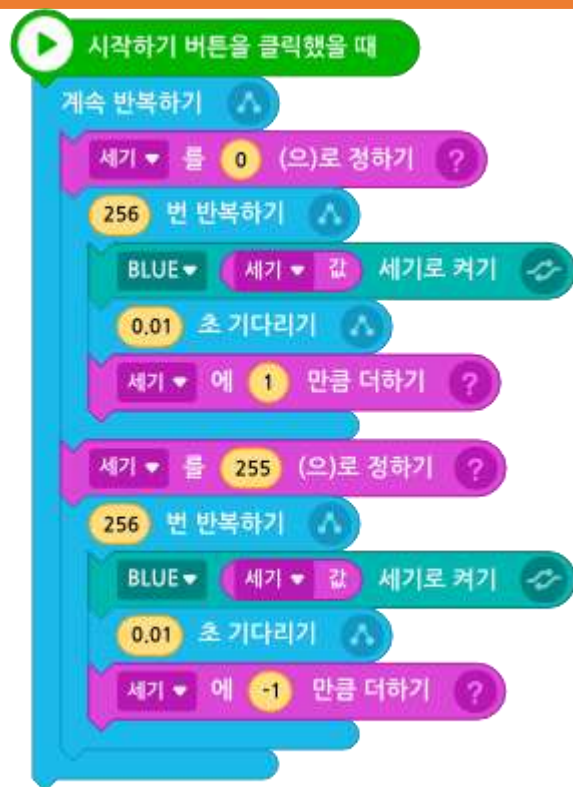 시작하기 버튼을 클릭했을 때
계속 반복하기
세기 를 0 (으)로 정하기 ?
256 번 반복하기
BLUE 세기 값 세기로 켜기
0.01 초 기다리기
세기 에 1 만큼 더하기 ?
세기 를 255 (으)로 정하기 ?
256 번 반복하기
BLUE 세기 값 세기로 켜기
0.01 초 기다리기
세기 에 -1 만큼 더하기 ?